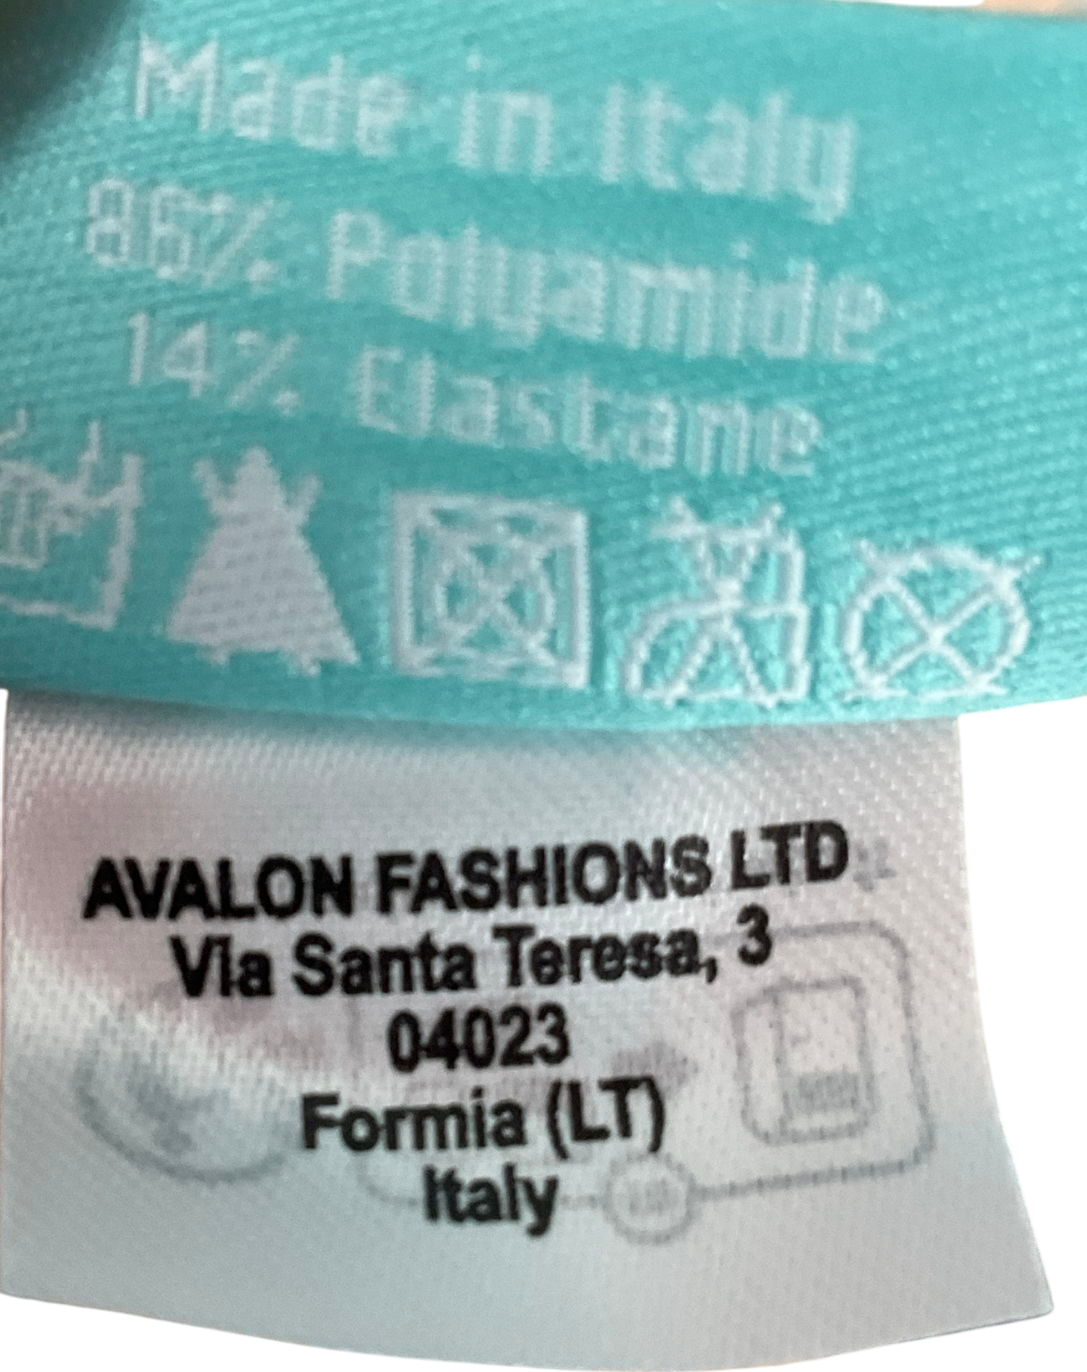 Made in Italy
86% Polyamide
14% Elastane
AVALON FASHIONS LTD
Via Santa Teresa, 3
04023
Formia (LT)
Italy